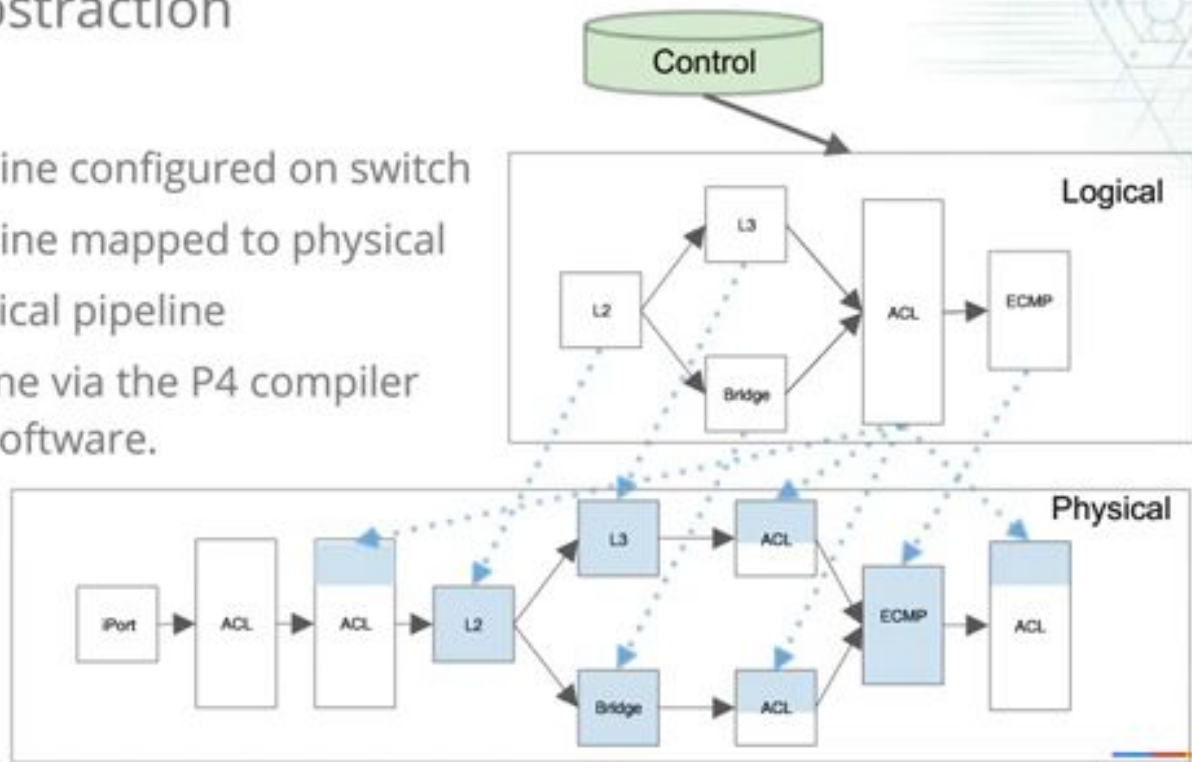 ostraction
Control
ine configured on switch
ine mapped to physical
ical pipeline
ne via the P4 compiler
oftware.
Logical
L3
L2
ACL
ECMP
Bridge
Physical
L3
ACL
iPort
ACL
ACL
L2
ECMP
ACL
Bridge
ACL